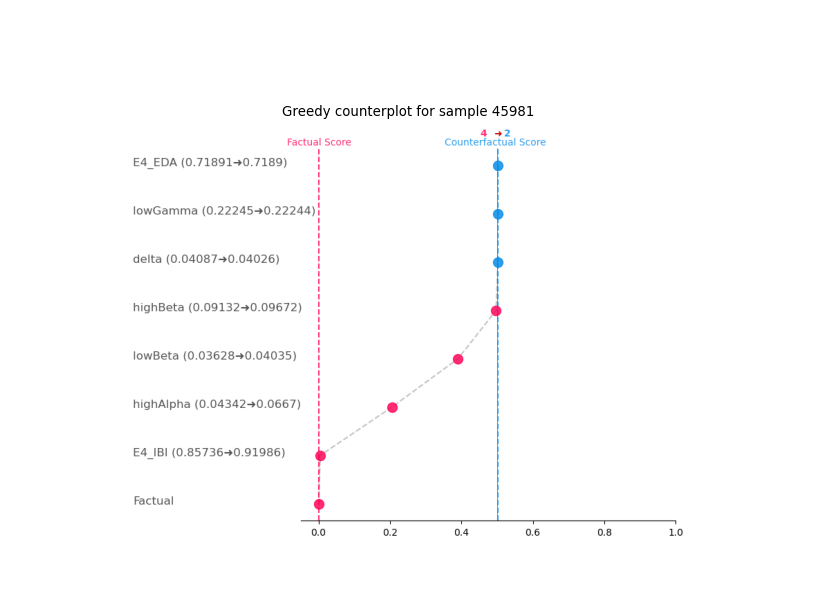 Greedy counterplot for sample 45981
4 ➔2
Factual Score
Counterfactual Score
E4_EDA (0.71891➔0.7189)
lowGamma (0.22245➔0.22244)
delta (0.04087➔0.04026)
highBeta (0.09132➔0.09672)
lowBeta (0.03628➔0.04035)
highAlpha (0.04342➔0.0667)
E4_IBI (0.85736➔0.91986)
Factual
0.0 0.2 0.4 0.6 0.8 1.0